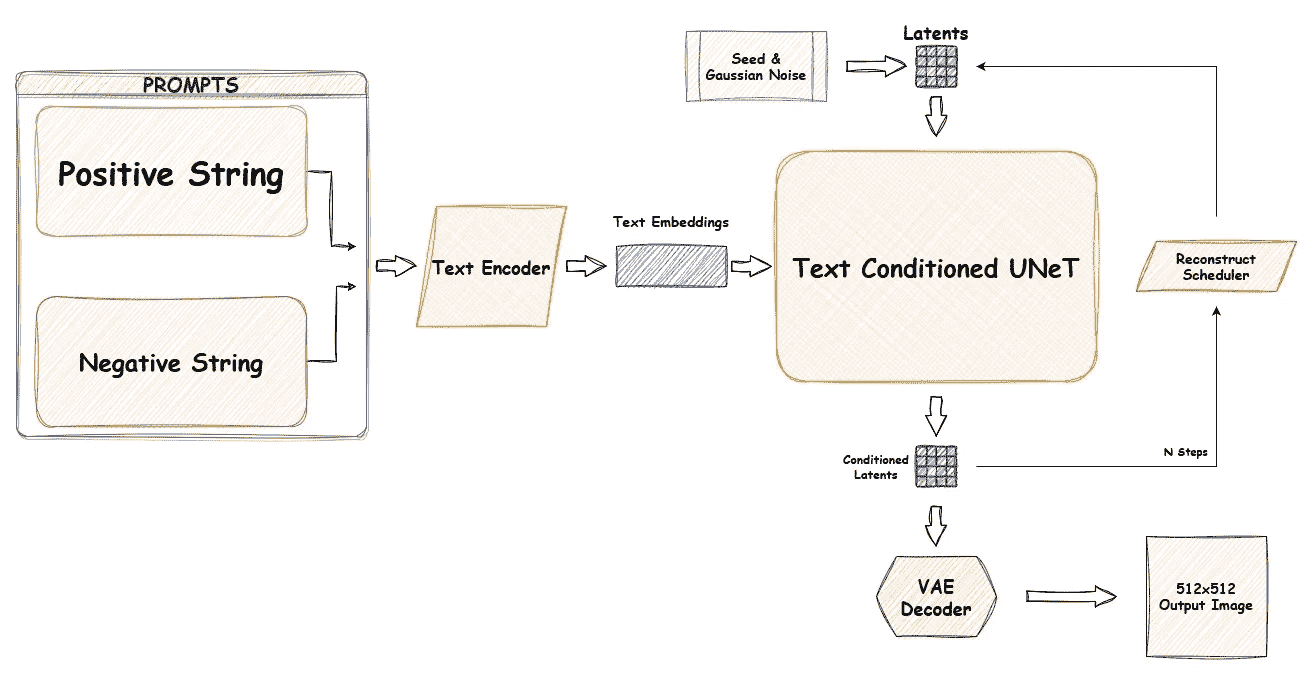 PROMPTS
Positive String
Negative String
Text Encoder
Text Embeddings
Seed &
Gaussian Noise
Latents
Text Conditioned UNeT
Reconstruct
Scheduler
N Steps
Conditioned
Latents
VAE
Decoder
512x512
Output Image